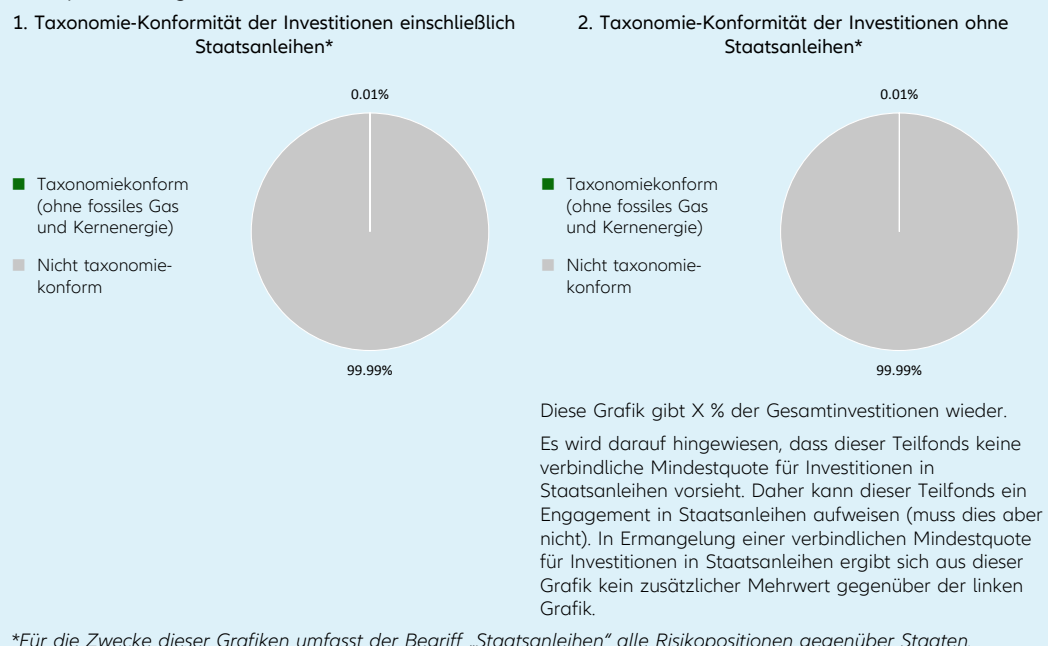 1. Taxonomie-Konformität der Investitionen einschließlich
Staatsanleihen*
0.01%
Taxonomiekonform
(ohne fossiles Gas
und Kernenergie)
Nicht taxonomie-
konform
99.99%
2. Taxonomie-Konformität der Investitionen ohne
Staatsanleihen*
0.01%
Taxonomiekonform
(ohne fossiles Gas
und Kernenergie)
Nicht taxonomie-
konform
99.99%
Diese Grafik gibt X % der Gesamtinvestitionen wieder.
Es wird darauf hingewiesen, dass dieser Teilfonds keine
verbindliche Mindestquote für Investitionen in
Staatsanleihen vorsieht. Daher kann dieser Teilfonds ein
Engagement in Staatsanleihen aufweisen (muss dies aber
nicht). In Ermangelung einer verbindlichen Mindestquote
für Investitionen in Staatsanleihen ergibt sich aus dieser
Grafik kein zusätzlicher Mehrwert gegenüber der linken
Grafik.
*Für die Zwecke dieser Grafiken umfasst der Begriff „Staatsanleihen“ alle Risikopositionen gegenüber Staaten.